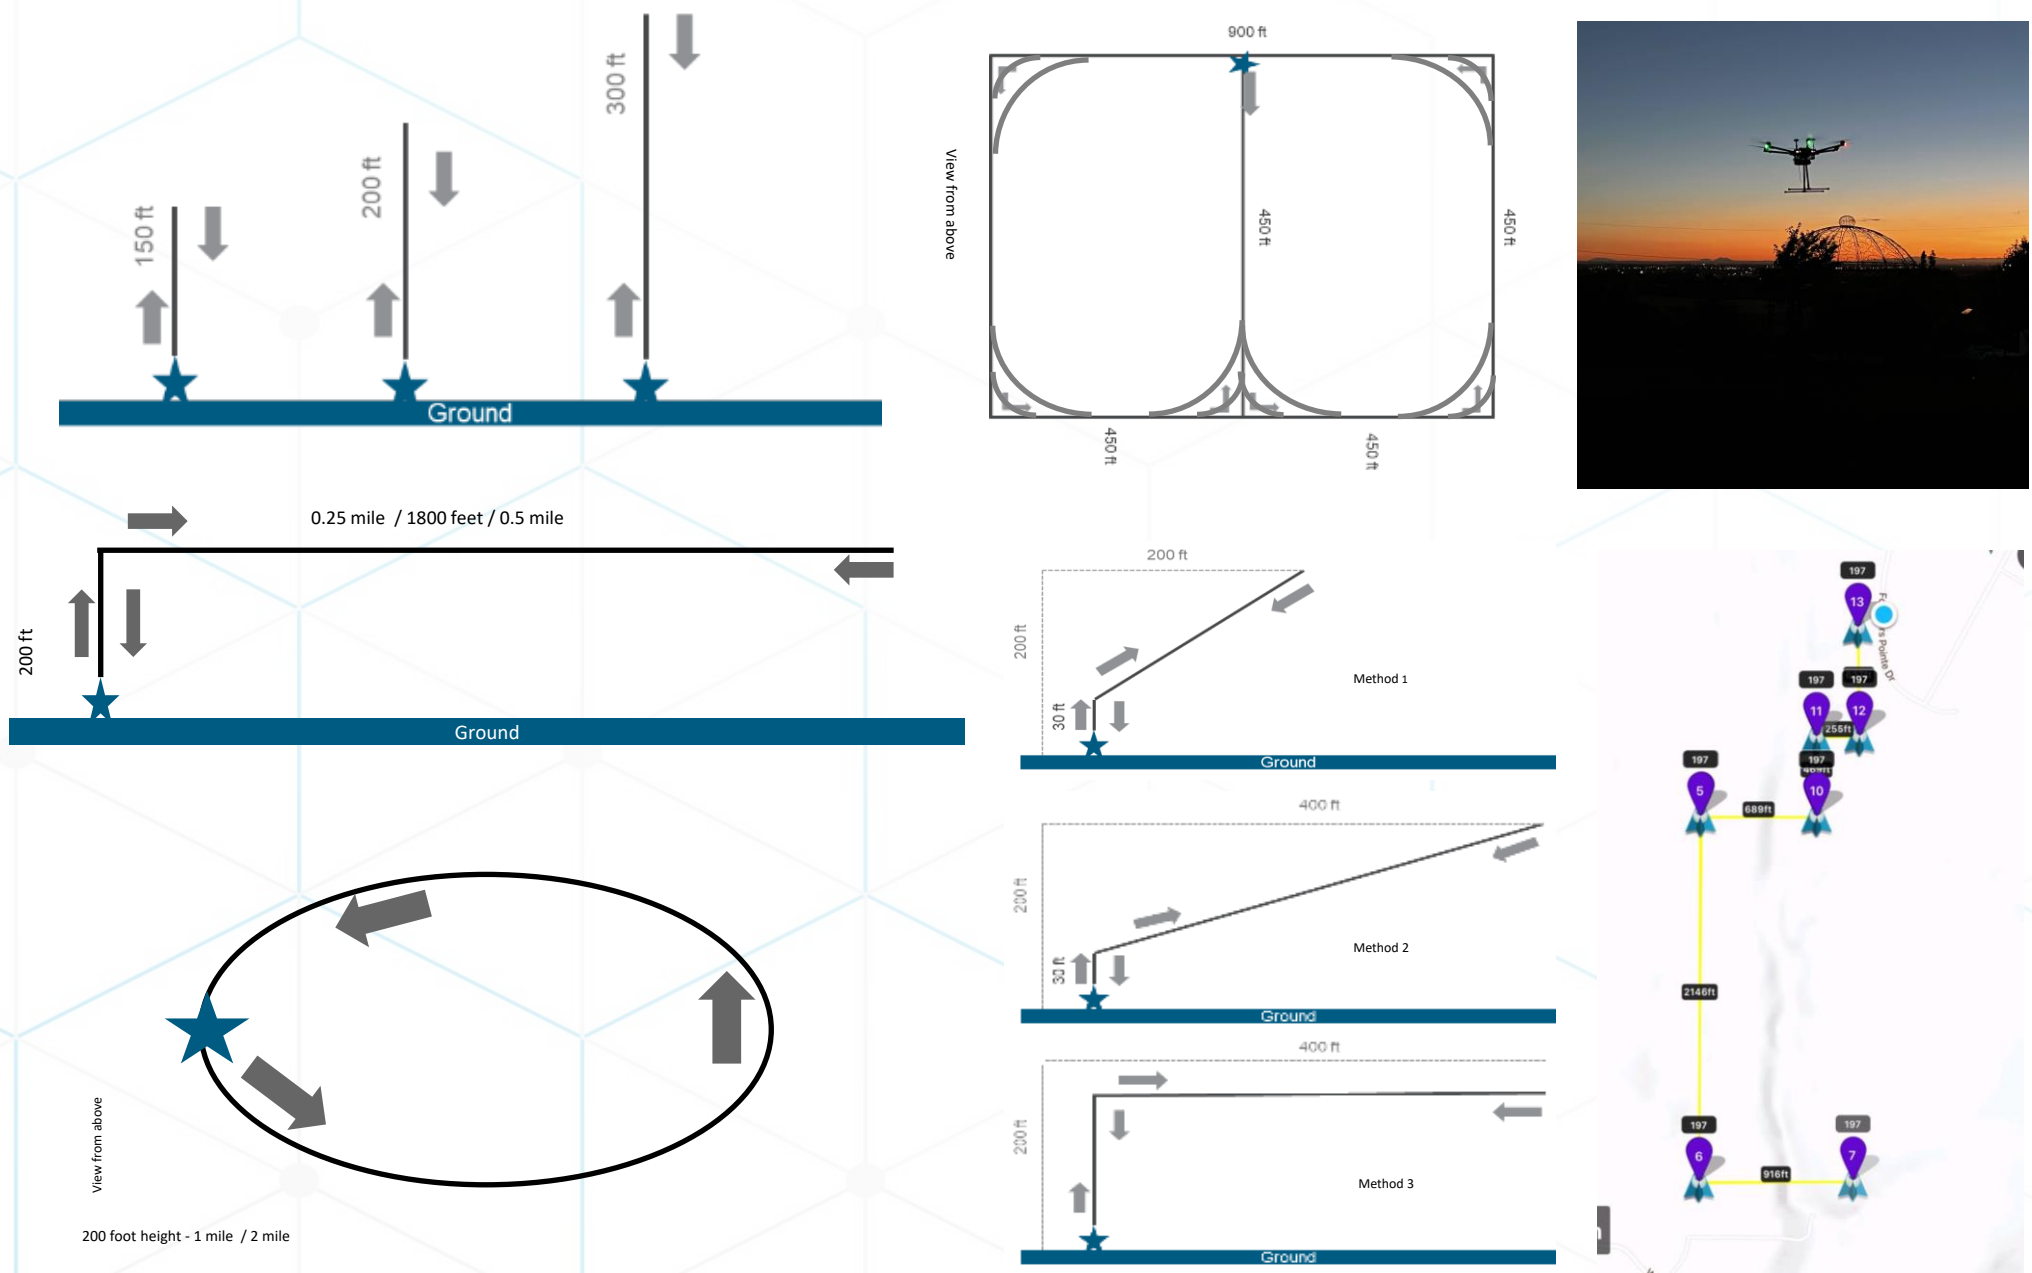 150 ft
200 ft
300 ft
Ground
900 ft
View from above
450 ft
450 ft
450 ft
450 ft
0.25 mile / 1800 feet / 0.5 mile
200 ft
Ground
200 ft
200 ft
30 ft
Method 1
Ground
400 ft
200 ft
30 ft
Method 2
Ground
400 ft
200 ft
Method 3
Ground
View from above
200 foot height - 1 mile / 2 mile
197
13
rs Pointe Dr
197
197
11
12
255ft
197
197
5
10
689ft
2146ft
197
197
6
7
916ft